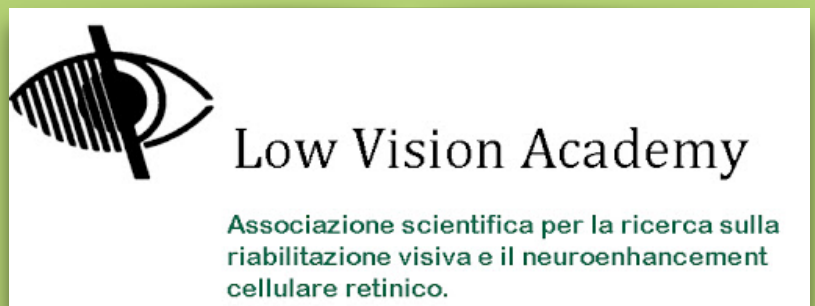 Low Vision Academy
Associazione scientifica per la ricerca sulla
riabilitazione visiva e il neuroenhancement
cellulare retinico.